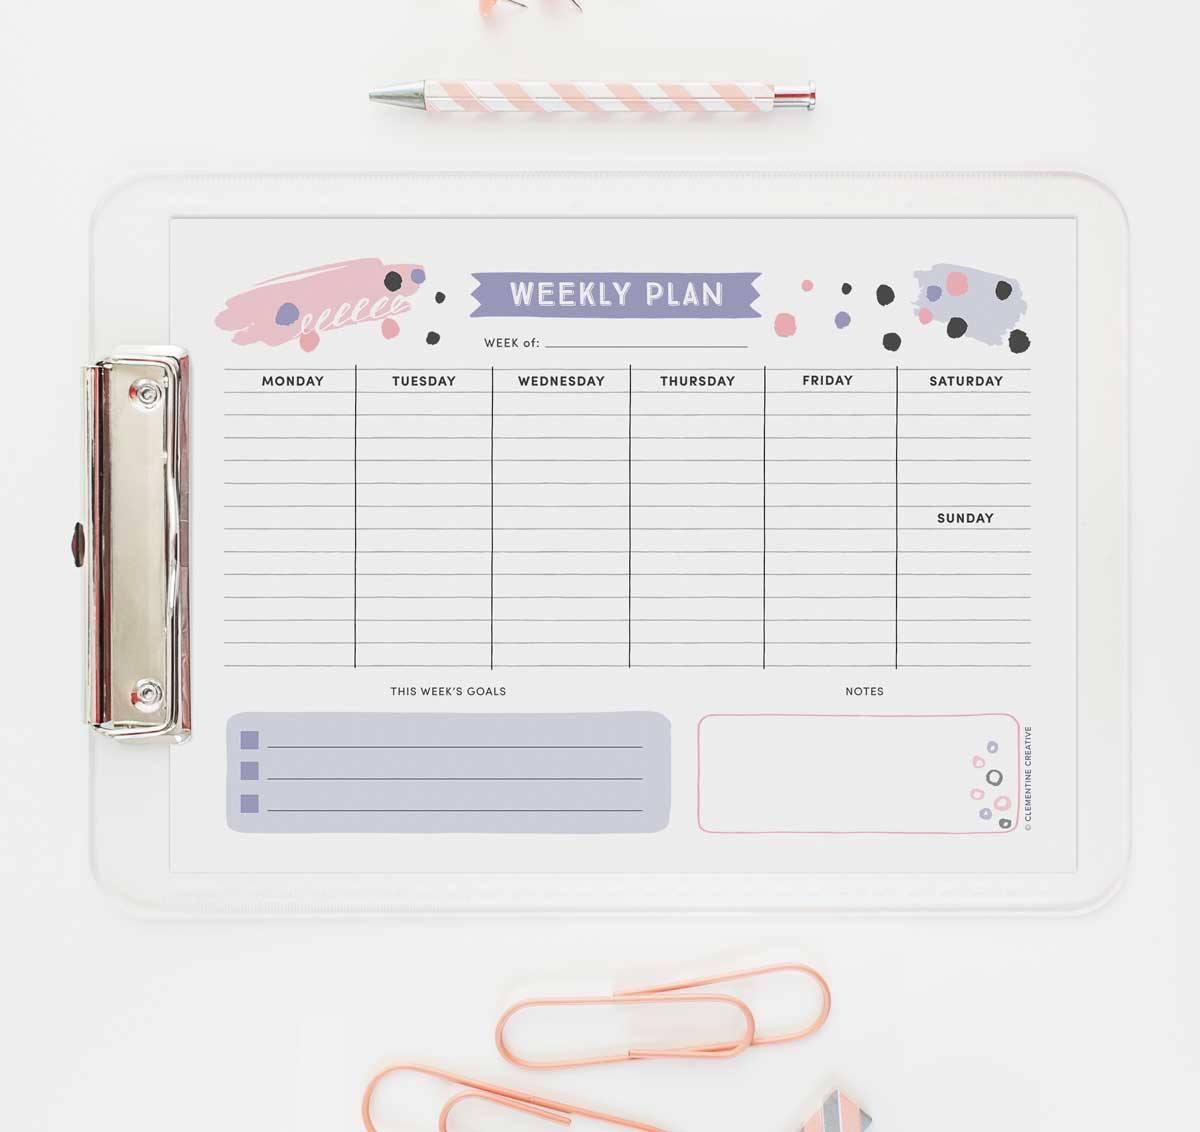 WEEKLY PLAN
WEEK of:
MONDAY TUESDAY WEDNESDAY THURSDAY FRIDAY SATURDAY
SUNDAY
THIS WEEK'S GOALS NOTES
© CLEMENTINE CREATIVE